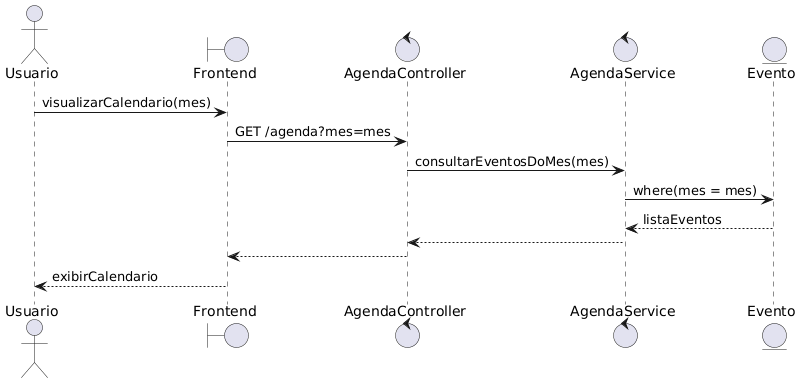 Usuario Frontend AgendaController AgendaService Evento
visualizarCalendario(mes)
GET /agenda?mes=mes
consultarEventosDoMes(mes)
where(mes = mes)
listaEventos
exibirCalendario
Usuario Frontend AgendaController AgendaService Evento